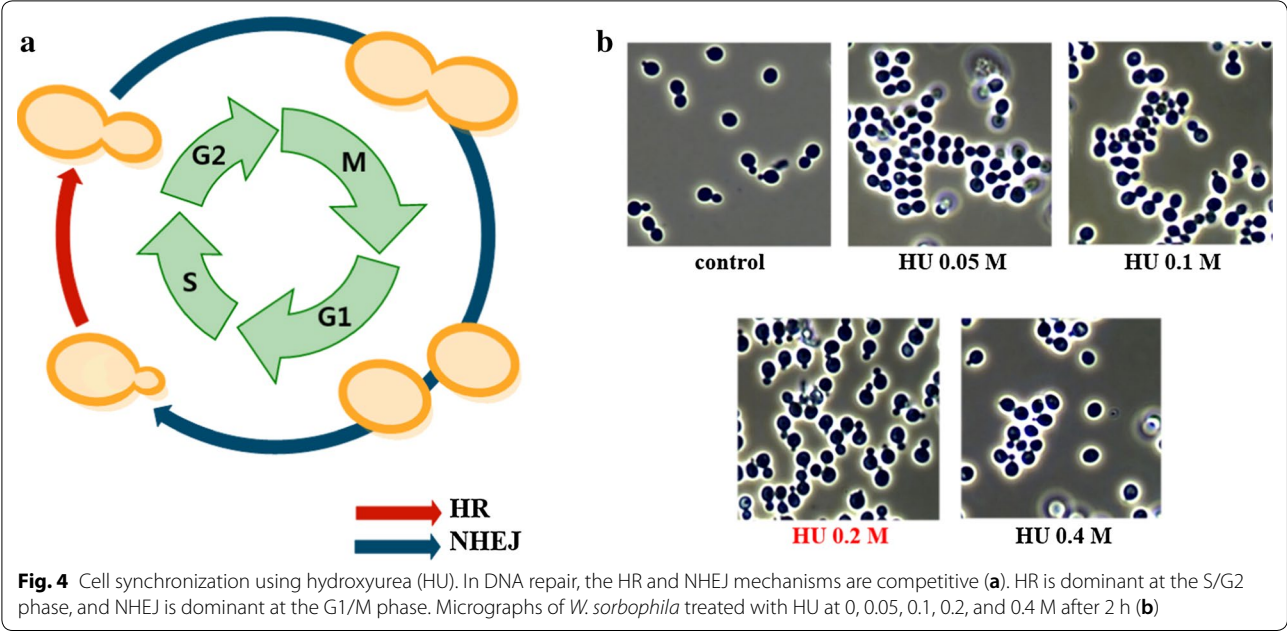 a
G2
M
S
G1
HR
NHEJ
b
control
HU 0.05 M
HU 0.1 M
HU 0.2 M
HU 0.4 M
Fig. 4 Cell synchronization using hydroxyurea (HU). In DNA repair, the HR and NHEJ mechanisms are competitive (a). HR is dominant at the S/G2
phase, and NHEJ is dominant at the G1/M phase. Micrographs of W. sorbophila treated with HU at 0, 0.05, 0.1, 0.2, and 0.4 M after 2 h (b)